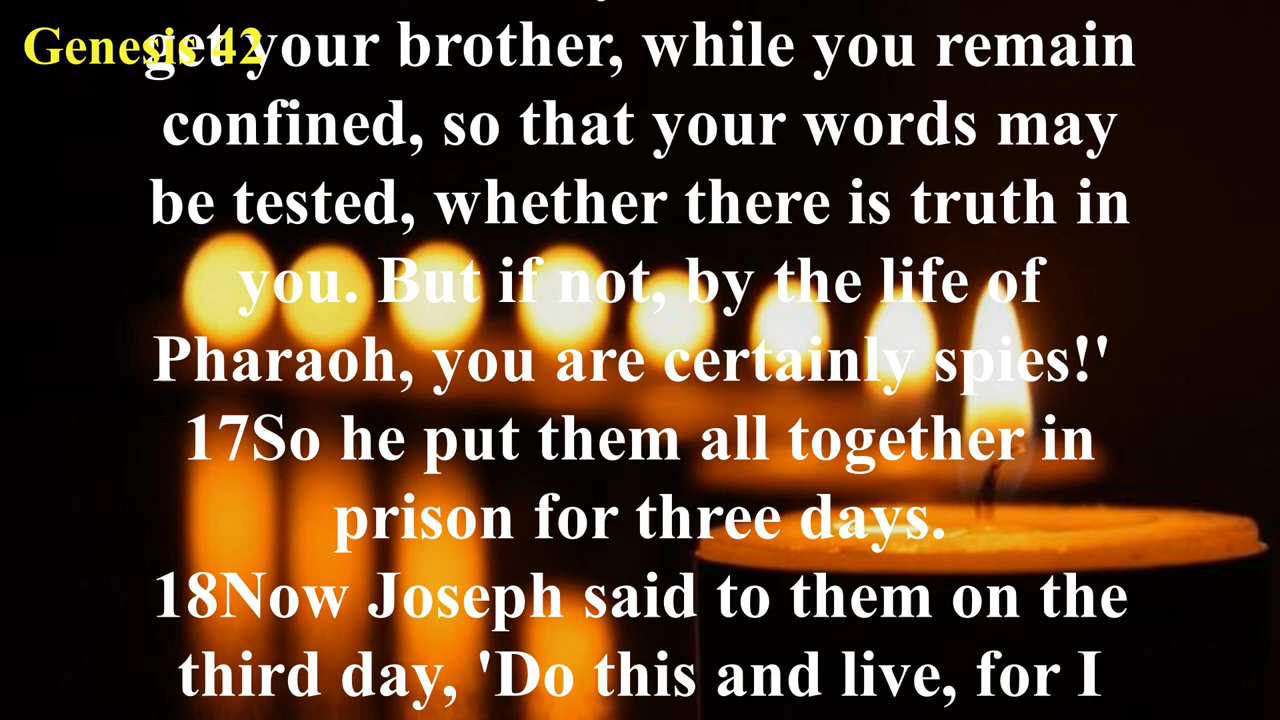 Genesis 42
get your brother, while you remain
confined, so that your words may
be tested, whether there is truth in
you. But if not, by the life of
Pharaoh, you are certainly spies!'
17So he put them all together in
prison for three days.
18Now Joseph said to them on the
third day, 'Do this and live, for I